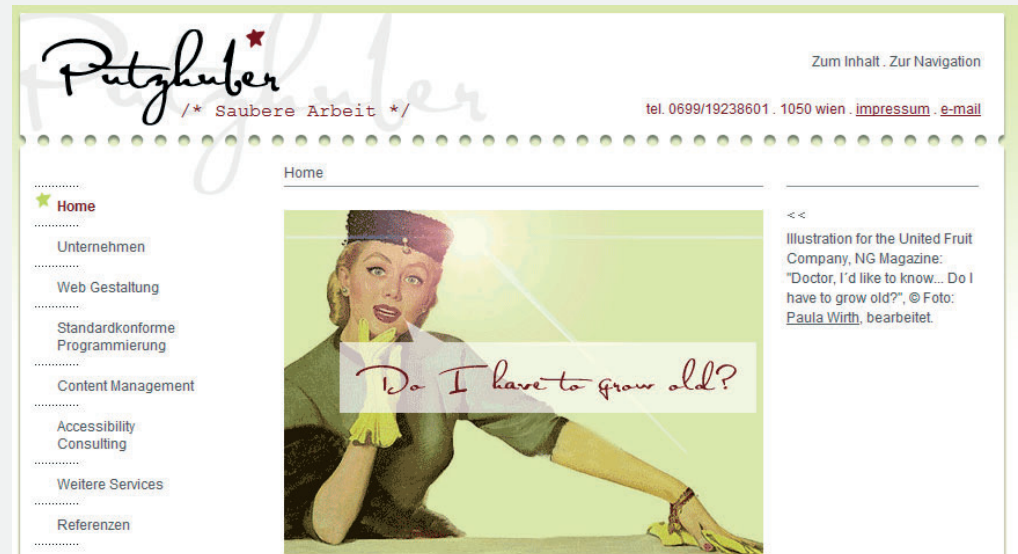 Putzhuber
/* Saubere Arbeit */
Zum Inhalt . Zur Navigation
tel. 0699/19238601 . 1050 wien . impressum . e-mail
Home
Unternehmen
Web Gestaltung
Standardkonforme
Programmierung
Content Management
Accessibility
Consulting
Weitere Services
Referenzen
Home
Do I have to grow old?
<<
Illustration for the United Fruit
Company, NG Magazine:
"Doctor, I´d like to know... Do I
have to grow old?", © Foto:
Paula Wirth, bearbeitet.